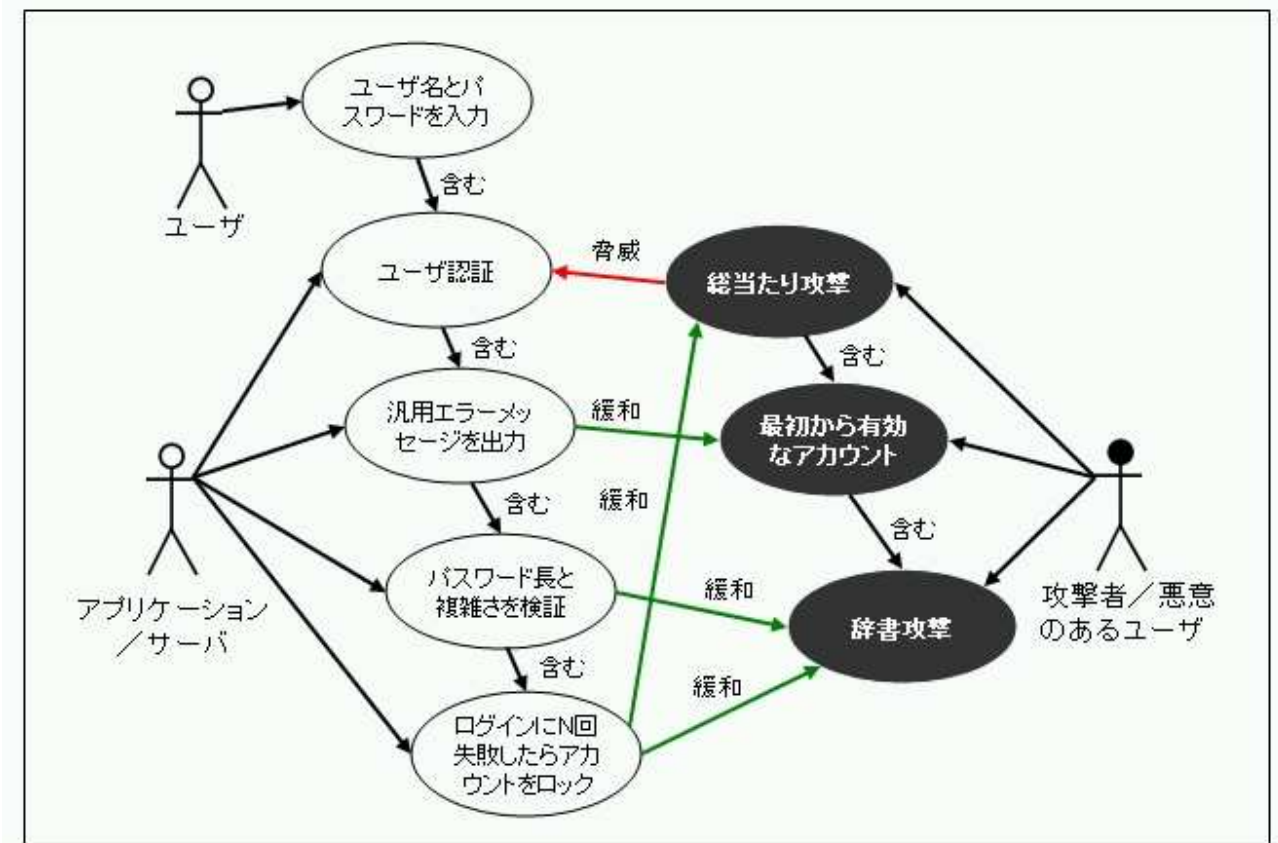 ユーザ名とパ
スワードを入力
ユーザ
含む
ユーザ認証
脅威
総当たり攻撃
含む
含む
汎用エラーメッ
セージを出力
緩和
最初から有効
なアカウント
緩和
含む
含む
アプリケーション
／サーバ
パスワード長と
複雑さを検証
緩和
辞書攻撃
攻撃者／悪意
のあるユーザ
含む
緩和
ログインにN回
失敗したらアカ
ウントをロック